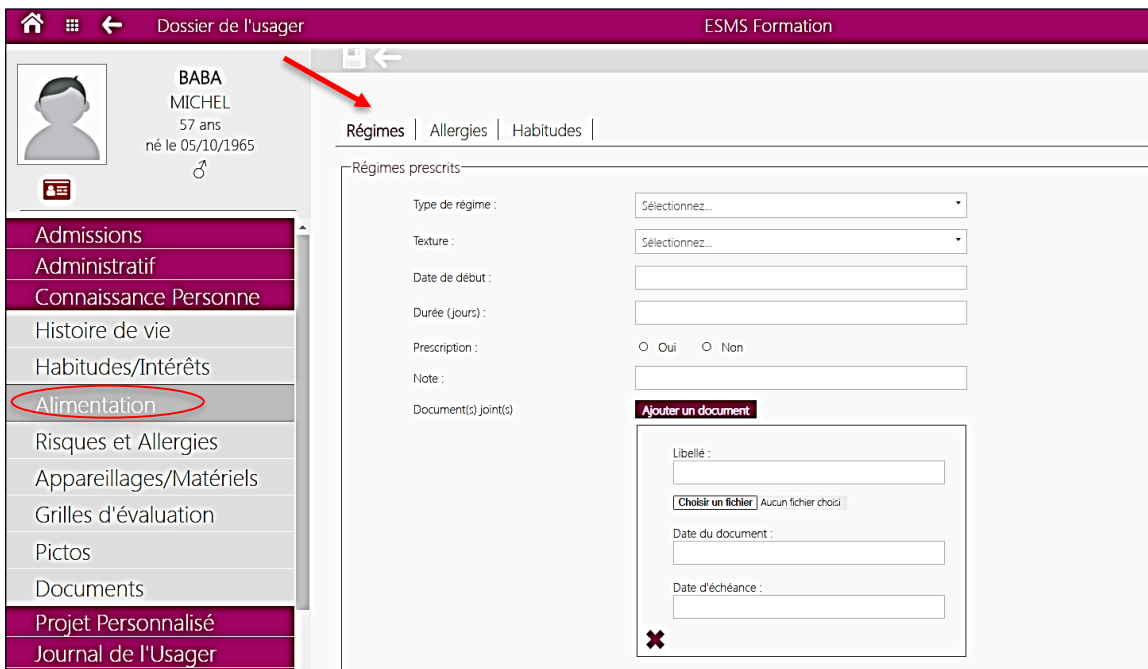 Dossier de l'usager
ESMS Formation
BABA
MICHEL
57 ans
né le 05/10/1965
Admissions
Administratif
Connaissance Personne
Histoire de vie
Habitudes/Intérêts
Alimentation
Risques et Allergies
Appareillages/Matériels
Grilles d'évaluation
Pictos
Documents
Projet Personnalisé
Journal de l'Usager
Régimes | Allergies | Habitudes |
Régimes prescrits
Type de régime : Sélectionnez...
Texture : Sélectionnez...
Date de début :
Durée (jours) :
Prescription : Oui Non
Note :
Document(s) joint(s) Ajouter un document
Libellé :
Choisir un fichier Aucun fichier choisi
Date du document :
Date d'échéance :